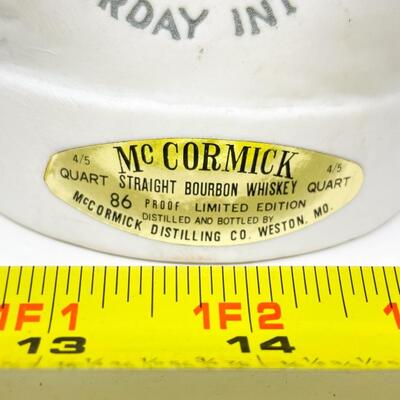 RDAY INT
McCORMICK
4/5 QUART STRAIGHT BOURBON WHISKEY 4/5 QUART
86 PROOF LIMITED EDITION
DISTILLED AND BOTTLED BY
McCORMICK DISTILLING CO. WESTON, MO.
1F1 1F2
13 14